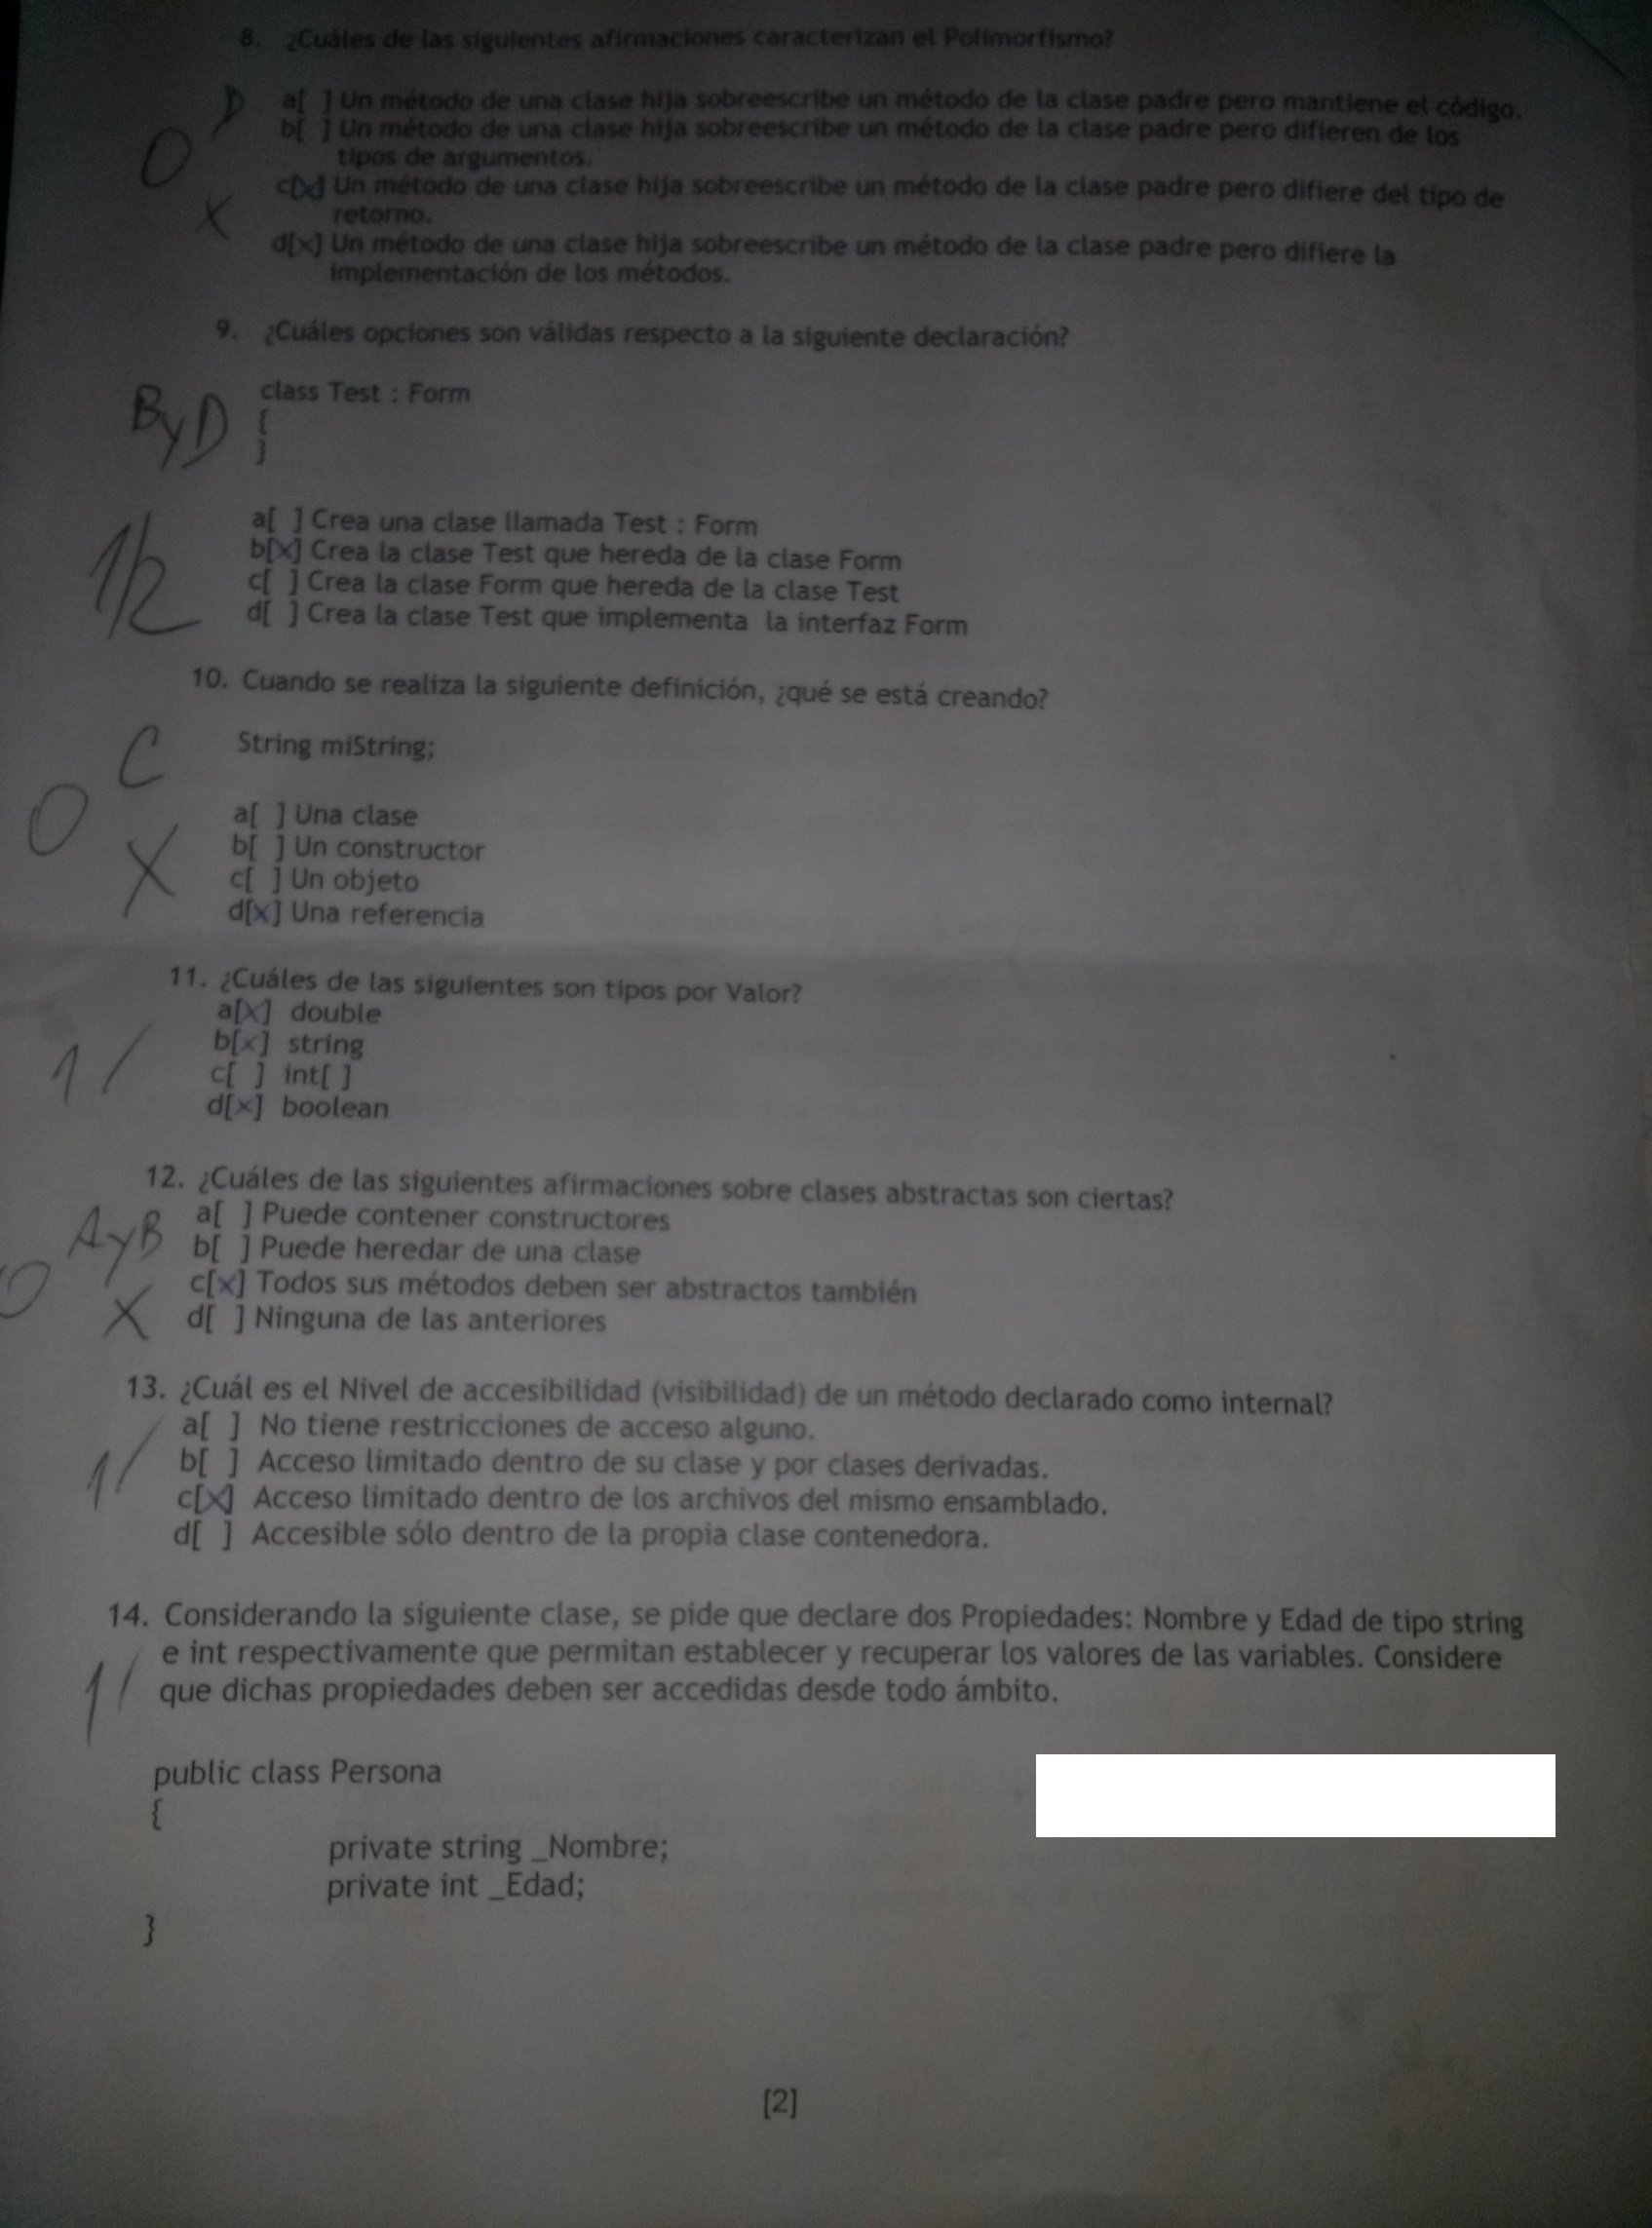 8. ¿Cuáles de las siguientes afirmaciones caracterizan el Polimorfismo?
D
a[ ] Un método de una clase hija sobreescribe un método de la clase padre pero mantiene el código.
b[ ] Un método de una clase hija sobreescribe un método de la clase padre pero difieren de los
tipos de argumentos.
0
c[x] Un método de una clase hija sobreescribe un método de la clase padre pero difiere del tipo de
retorno.
X
d[x] Un método de una clase hija sobreescribe un método de la clase padre pero difiere la
implementación de los métodos.
9. ¿Cuáles opciones son válidas respecto a la siguiente declaración?
class Test : Form
{
}
ByD
a[ ] Crea una clase llamada Test : Form
b[x] Crea la clase Test que hereda de la clase Form
c[ ] Crea la clase Form que hereda de la clase Test
d[ ] Crea la clase Test que implementa la interfaz Form
1/2
10. Cuando se realiza la siguiente definición, ¿qué se está creando?
String miString;
C
0
X
a[ ] Una clase
b[ ] Un constructor
c[ ] Un objeto
d[x] Una referencia
11. ¿Cuáles de las siguientes son tipos por Valor?
a[x] double
b[x] string
c[ ] int[ ]
d[x] boolean
1/
12. ¿Cuáles de las siguientes afirmaciones sobre clases abstractas son ciertas?
AyB
a[ ] Puede contener constructores
b[ ] Puede heredar de una clase
0
c[x] Todos sus métodos deben ser abstractos también
X
d[ ] Ninguna de las anteriores
13. ¿Cuál es el Nivel de accesibilidad (visibilidad) de un método declarado como internal?
a[ ] No tiene restricciones de acceso alguno.
b[ ] Acceso limitado dentro de su clase y por clases derivadas.
1/
c[x] Acceso limitado dentro de los archivos del mismo ensamblado.
d[ ] Accesible sólo dentro de la propia clase contenedora.
14. Considerando la siguiente clase, se pide que declare dos Propiedades: Nombre y Edad de tipo string
e int respectivamente que permitan establecer y recuperar los valores de las variables. Considere
que dichas propiedades deben ser accedidas desde todo ámbito.
1/
public class Persona
{
private string _Nombre;
private int _Edad;
}
[2]